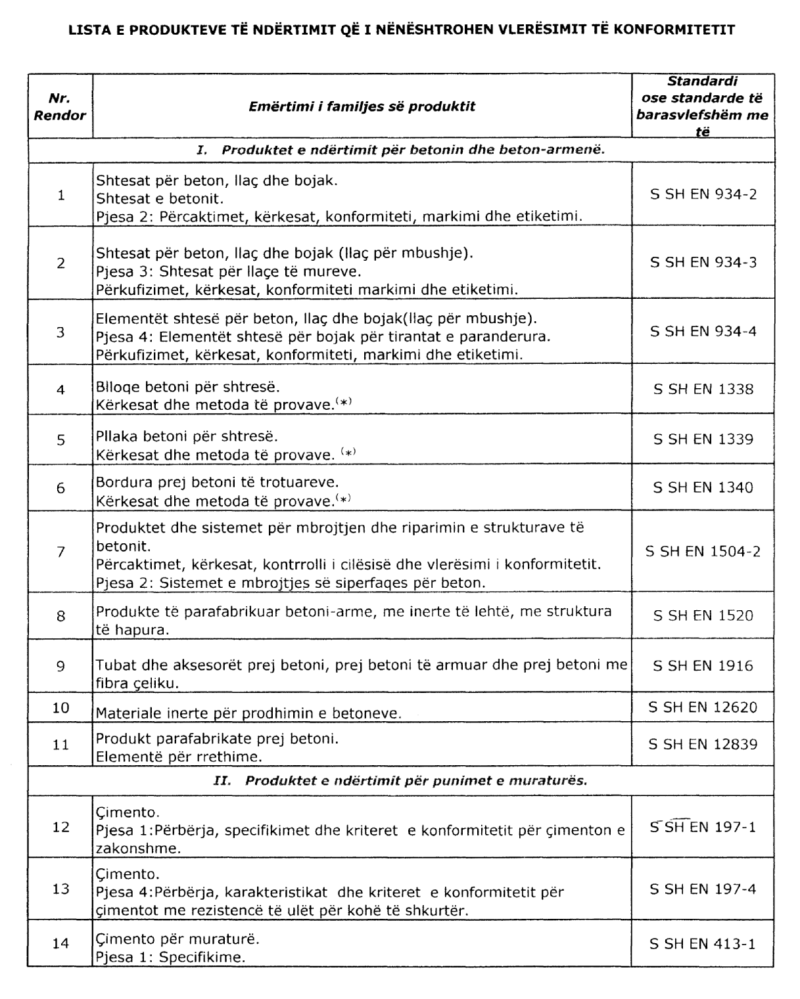 LISTA E PRODUKTEVE TË NDËRTIMIT QË I NËNËSHTROHEN VLERËSIMIT TË KONFORMITETIT
Nr.
Rendor
Emërtimi i familjes së produktit
Standardi
ose standarde të
barasvlefshëm me
të
I. Produktet e ndërtimit për betonin dhe beton-armenë.
1
Shtesat për beton, llaç dhe bojak.
Shtesat e betonit.
Pjesa 2: Përcaktimet, kërkesat, konformiteti, markimi dhe etiketimi.
S SH EN 934-2
2
Shtesat për beton, llaç dhe bojak (llaç për mbushje).
Pjesa 3: Shtesat për llaçe të mureve.
Përkufizimet, kërkesat, konformiteti markimi dhe etiketimi.
S SH EN 934-3
3
Elementët shtesë për beton, llaç dhe bojak(llaç për mbushje).
Pjesa 4: Elementët shtesë për bojak për tirantat e paranderura.
Përkufizimet, kërkesat, konformiteti, markimi dhe etiketimi.
S SH EN 934-4
4
Blloqe betoni për shtresë.
Kërkesat dhe metoda të provave.(*)
S SH EN 1338
5
Pllaka betoni për shtresë.
Kërkesat dhe metoda të provave. (*)
S SH EN 1339
6
Bordura prej betoni të trotuareve.
Kërkesat dhe metoda të provave.(*)
S SH EN 1340
7
Produktet dhe sistemet për mbrojtjen dhe riparimin e strukturave të
betonit.
Përcaktimet, kërkesat, kontrrolli i cilësisë dhe vlerësimi i konformitetit.
Pjesa 2: Sistemet e mbrojtjes së siperfaqes për beton.
S SH EN 1504-2
8
Produkte të parafabrikuar betoni-arme, me inerte të lehtë, me struktura
të hapura.
S SH EN 1520
9
Tubat dhe aksesorët prej betoni, prej betoni të armuar dhe prej betoni me
fibra çeliku.
S SH EN 1916
10
Materiale inerte për prodhimin e betoneve.
S SH EN 12620
11
Produkt parafabrikate prej betoni.
Elementë për rrethime.
S SH EN 12839
II. Produktet e ndërtimit për punimet e muraturës.
12
Çimento.
Pjesa 1:Përbërja, specifikimet dhe kriteret e konformitetit për çimenton e
zakonshme.
S SH EN 197-1
13
Çimento.
Pjesa 4:Përbërja, karakteristikat dhe kriteret e konformitetit për
çimentot me rezistencë të ulët për kohë të shkurtër.
S SH EN 197-4
14
Çimento për muraturë.
Pjesa 1: Specifikime.
S SH EN 413-1